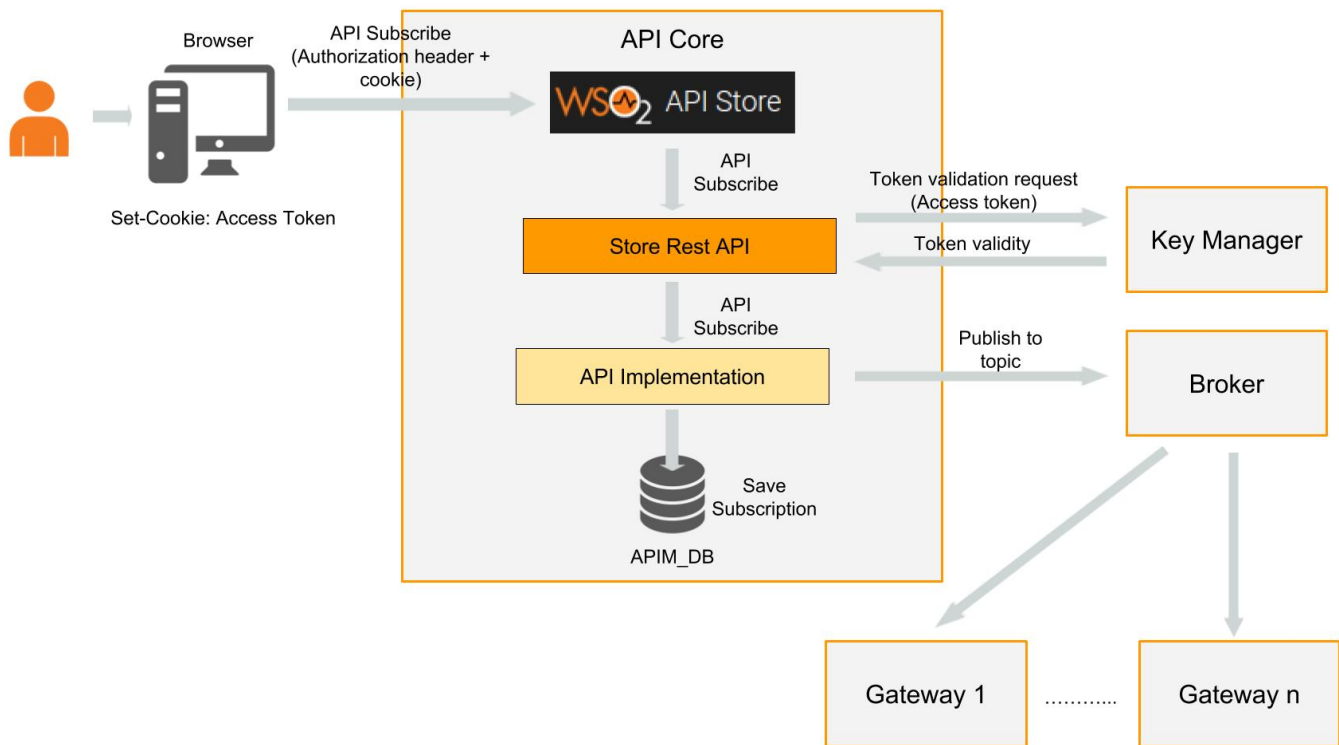 Browser
API Subscribe
(Authorization header +
cookie)
API Core
WSO2 API Store
Set-Cookie: Access Token
API
Subscribe
Token validation request
(Access token)
Store Rest API
Token validity
Key Manager
API
Subscribe
Publish to
topic
API Implementation
Broker
Save
Subscription
APIM_DB
Gateway 1
............
Gateway n